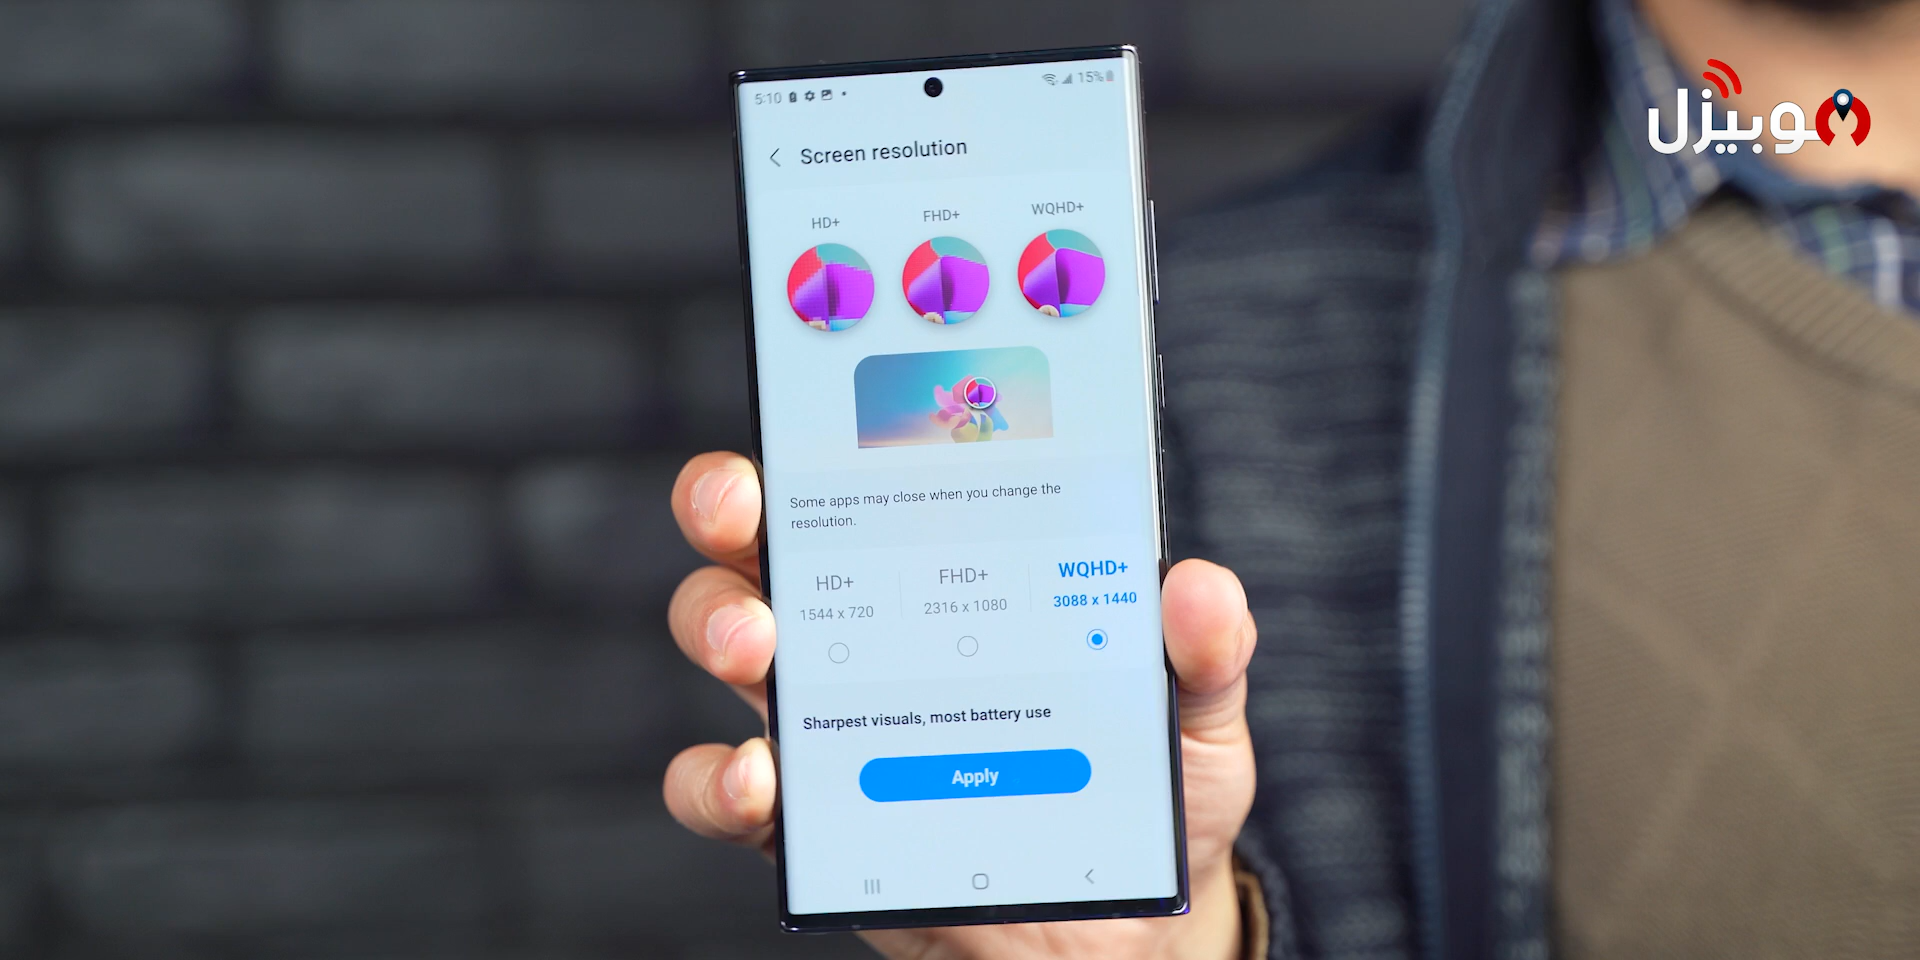 موبيزل
5:10
15%
Screen resolution
HD+ FHD+ WQHD+
Some apps may close when you change the
resolution.
HD+ FHD+ WQHD+
1544 x 720 2316 x 1080 3088 x 1440
Sharpest visuals, most battery use
Apply